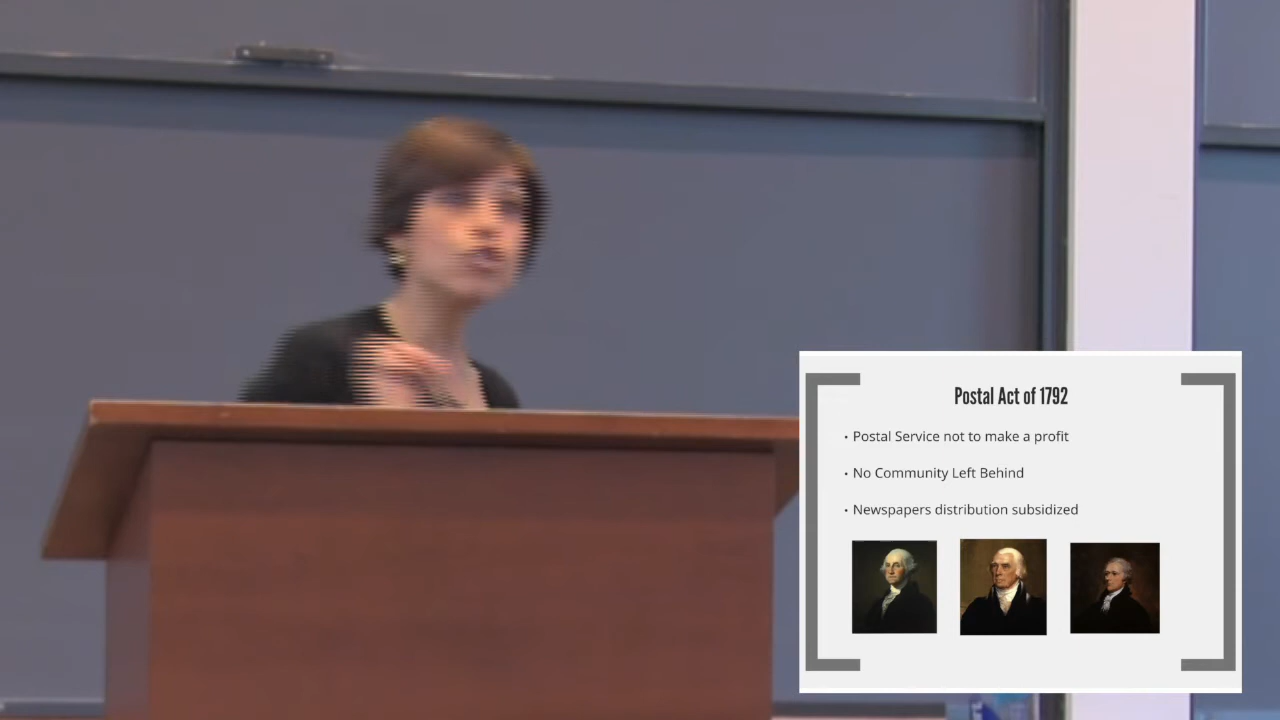 Postal Act of 1792
• Postal Service not to make a profit
• No Community Left Behind
• Newspapers distribution subsidized